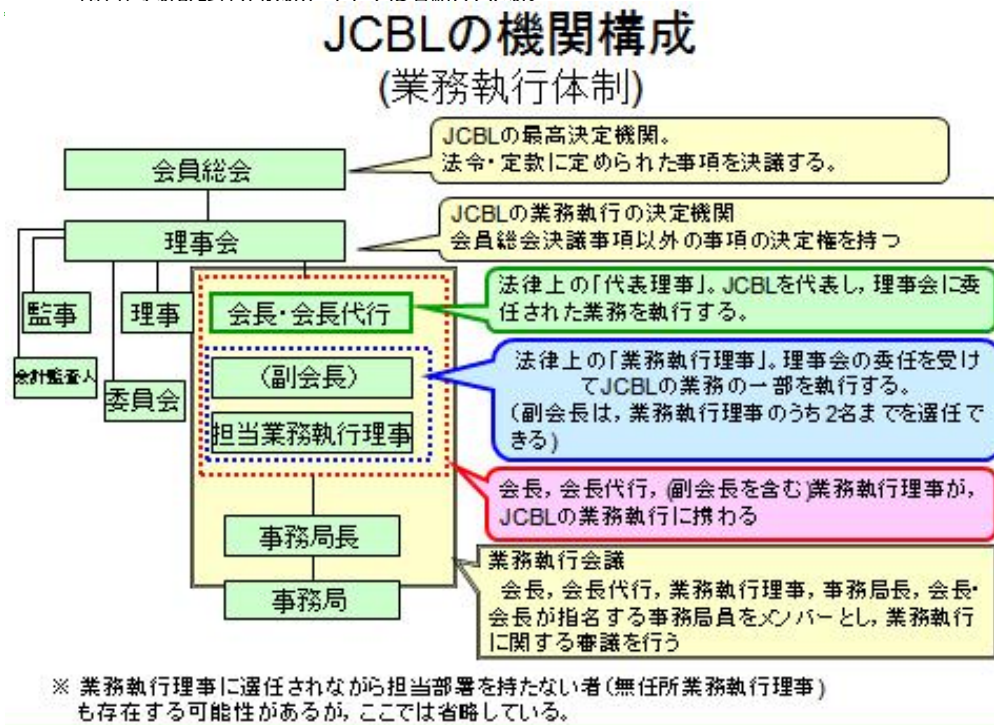 JCBLの機関構成
(業務執行体制)
JCBLの最高決定機関。
法令・定款に定められた事項を決議する。
会員総会
JCBLの業務執行の決定機関
会員総会決議事項以外の事項の決定権を持つ
理事会
法律上の「代表理事」。JCBLを代表し,理事会に委
任された業務を執行する。
監事
理事
会長・会長代行
会計監査人
委員会
法律上の「業務執行理事」。理事会の委任を受け
てJCBLの業務の一部を執行する。
(副会長は,業務執行理事のうち2名までを選任で
きる)
(副会長)
担当業務執行理事
会長,会長代行,(副会長を含む)業務執行理事が,
JCBLの業務執行に携わる
事務局長
事務局
業務執行会議
会長,会長代行,業務執行理事,事務局長,会長・
会長が指名する事務局員をメンバーとし,業務執行
に関する審議を行う
※ 業務執行理事に選任されながら担当部署を持たない者(無任所業務執行理事)
も存在する可能性があるが,ここでは省略している。